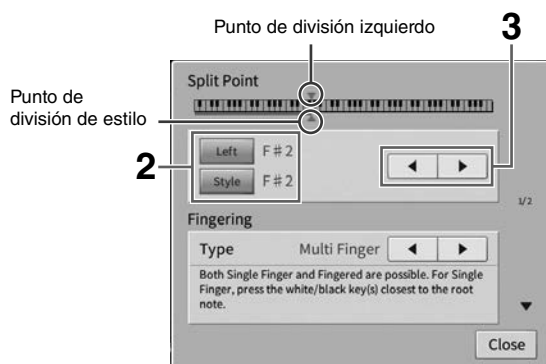 Punto de división izquierdo
3
Split Point
Punto de
división de estilo
2
Left F#2
Style F#2
1/2
Fingering
Type Multi Finger
Both Single Finger and Fingered are possible. For Single
Finger, press the white/black key(s) closest to the root
note.
Close